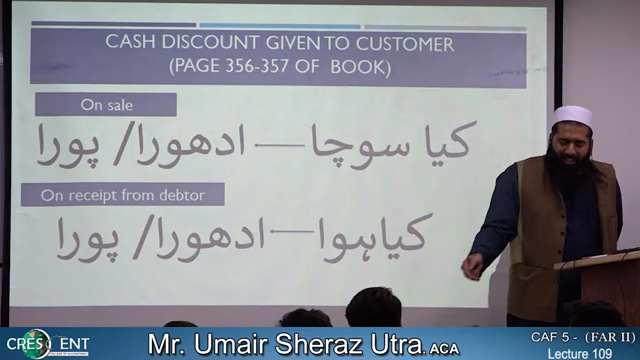 CASH DISCOUNT GIVEN TO CUSTOMER
(PAGE 356-357 OF BOOK)
On sale
کیا سوچا — ادھورا/ پورا
On receipt from debtor
کیاہوا — ادھورا/ پورا
CRESCENT
Mr. Umair Sheraz Utra. ACA
CAF 5 - (FAR II)
Lecture 109